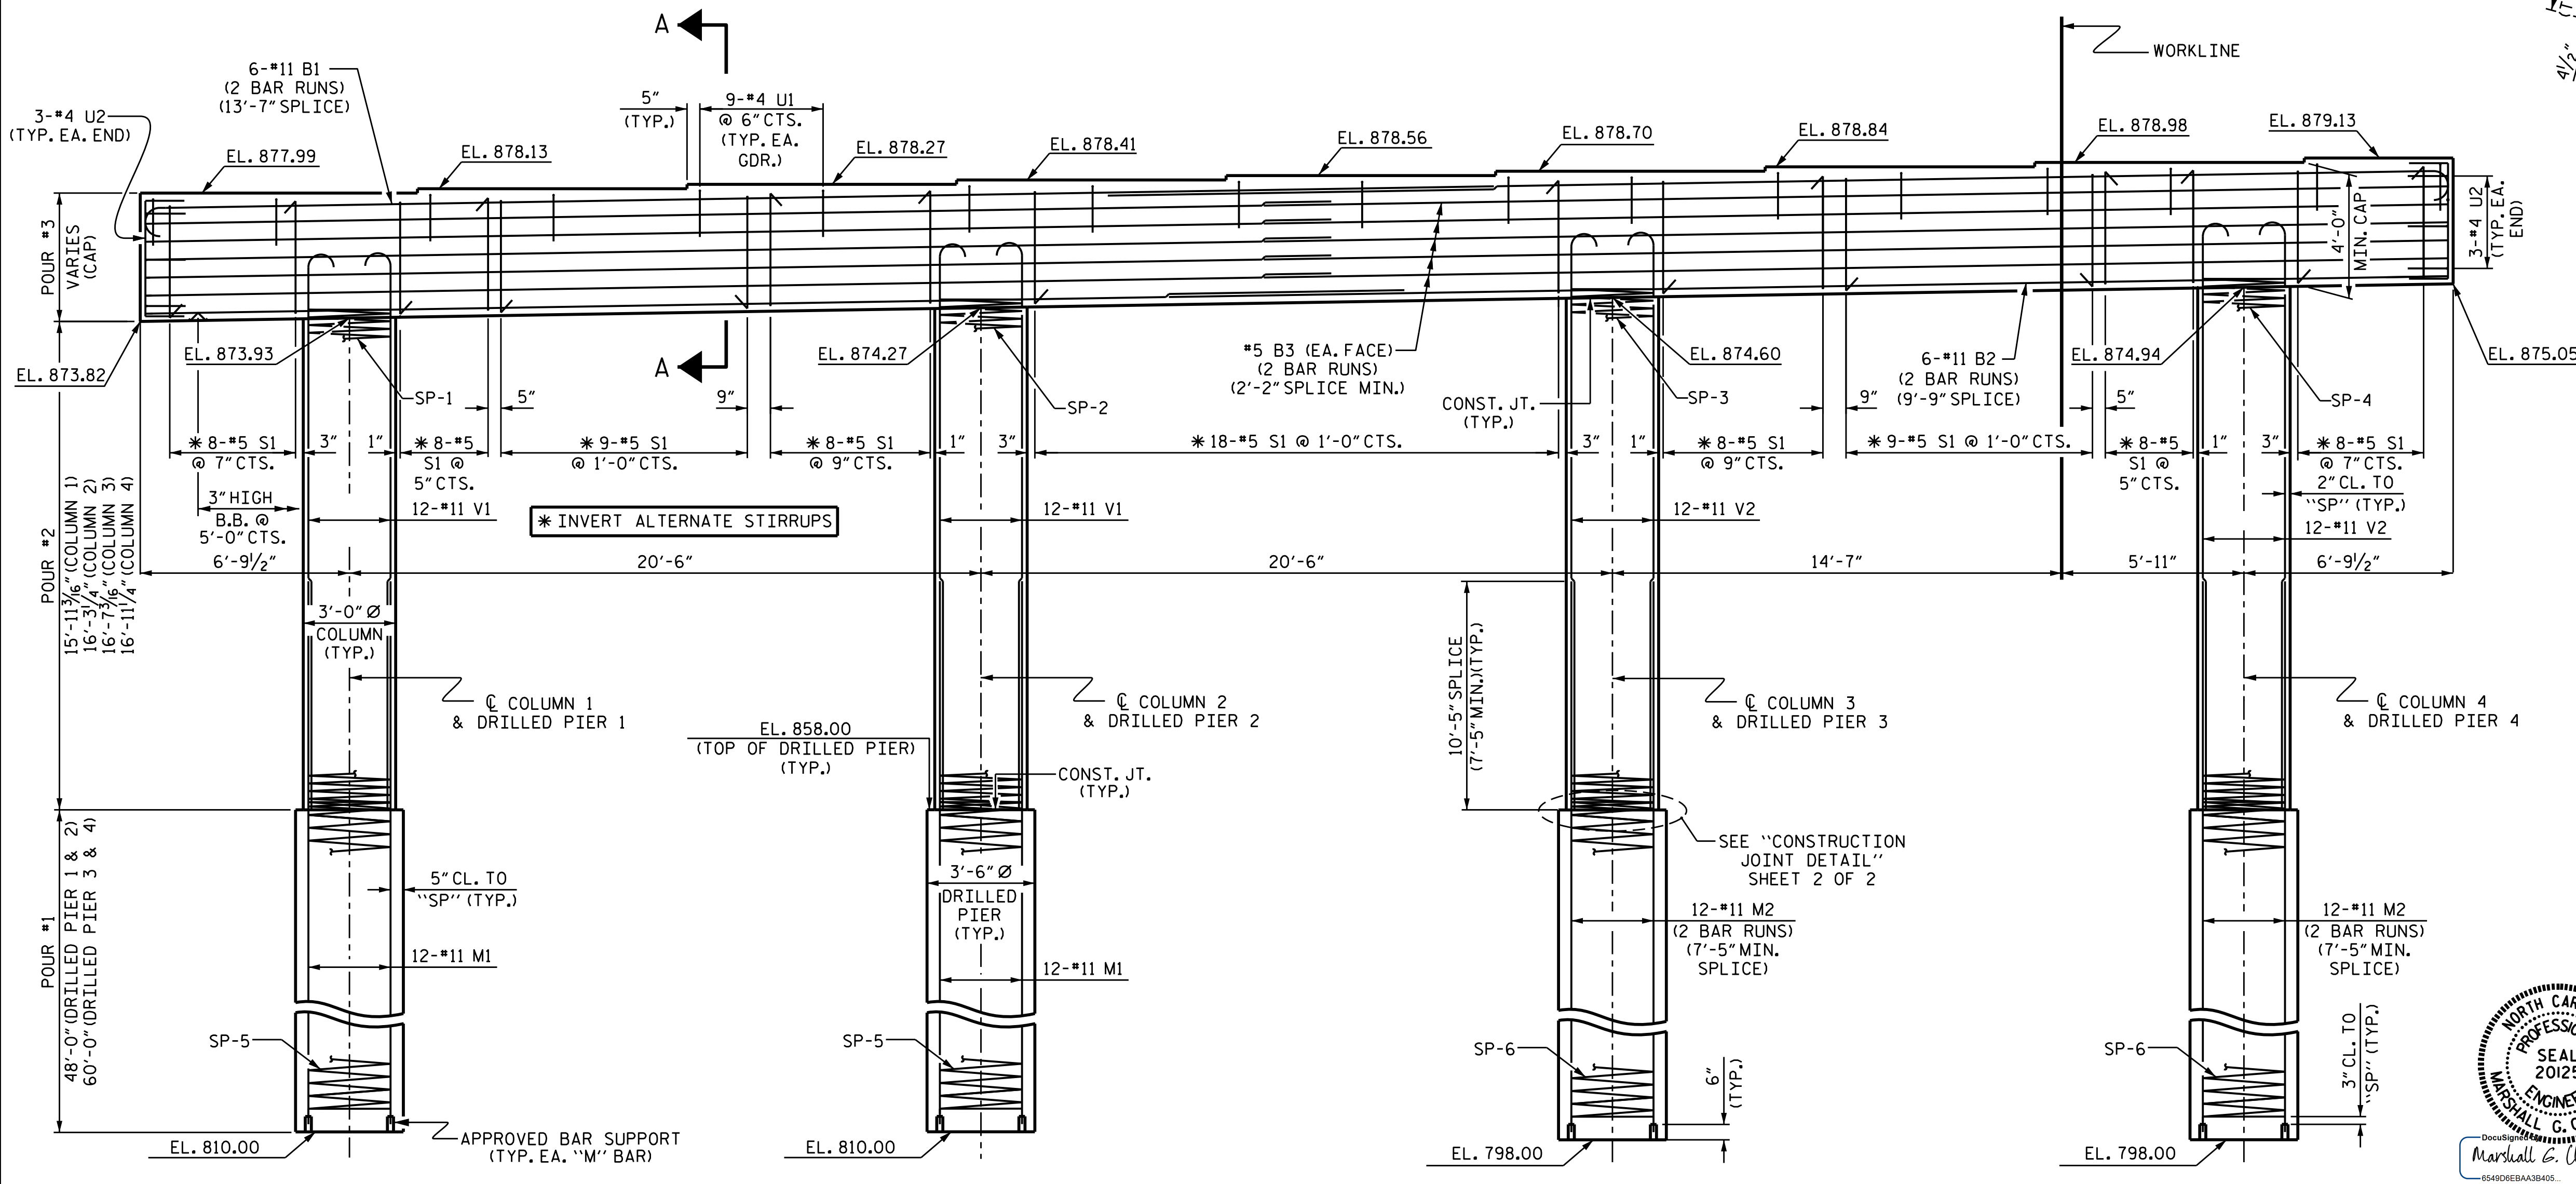 A
WORKLINE
4½"
6-#11 B1
(2 BAR RUNS)
(13'-7" SPLICE)
3-#4 U2
(TYP. EA. END)
5"
(TYP.)
9-#4 U1
@ 6" CTS.
(TYP. EA.
GDR.)
EL. 877.99
EL. 878.13
EL. 878.27
EL. 878.41
EL. 878.56
EL. 878.70
EL. 878.84
EL. 878.98
EL. 879.13
POUR #3
VARIES
(CAP)
4'-0"
MIN. CAP
3-#4 U2
(TYP. EA.
END)
EL. 873.82
EL. 873.93
SP-1
A
EL. 874.27
SP-2
#5 B3 (EA. FACE)
(2 BAR RUNS)
(2'-2" SPLICE MIN.)
CONST. JT.
(TYP.)
EL. 874.60
SP-3
6-#11 B2
(2 BAR RUNS)
(9'-9" SPLICE)
EL. 874.94
SP-4
EL. 875.05
5"
9"
9"
5"
* 8-#5 S1
@ 7" CTS.
3"
1"
* 8-#5
S1 @
5" CTS.
* 9-#5 S1
@ 1'-0" CTS.
* 8-#5 S1
@ 9" CTS.
1"
3"
* 18-#5 S1 @ 1'-0" CTS.
3"
1"
* 8-#5 S1
@ 9" CTS.
* 9-#5 S1 @ 1'-0" CTS.
* 8-#5
S1 @
5" CTS.
1"
3"
* 8-#5 S1
@ 7" CTS.
2" CL. TO
"SP" (TYP.)
3" HIGH
B.B. @
5'-0" CTS.
12-#11 V1
* INVERT ALTERNATE STIRRUPS
12-#11 V1
12-#11 V2
12-#11 V2
6'-9½"
20'-6"
20'-6"
14'-7"
5'-11"
6'-9½"
POUR #2
15'-11 13/16" (COLUMN 1)
16'-3¼" (COLUMN 2)
16'-7 3/16" (COLUMN 3)
16'-11¼" (COLUMN 4)
3'-0" Ø
COLUMN
(TYP.)
10'-5" SPLICE
(7'-5" MIN.)(TYP.)
℄ COLUMN 1
& DRILLED PIER 1
℄ COLUMN 2
& DRILLED PIER 2
℄ COLUMN 3
& DRILLED PIER 3
℄ COLUMN 4
& DRILLED PIER 4
EL. 858.00
(TOP OF DRILLED PIER)
(TYP.)
CONST. JT.
(TYP.)
SEE "CONSTRUCTION
JOINT DETAIL"
SHEET 2 OF 2
POUR #1
48'-0" (DRILLED PIER 1 & 2)
60'-0" (DRILLED PIER 3 & 4)
5" CL. TO
"SP" (TYP.)
3'-6" Ø
DRILLED
PIER
(TYP.)
12-#11 M1
12-#11 M1
12-#11 M2
(2 BAR RUNS)
(7'-5" MIN.
SPLICE)
12-#11 M2
(2 BAR RUNS)
(7'-5" MIN.
SPLICE)
SP-5
SP-5
SP-6
SP-6
6"
(TYP.)
3" CL. TO
"SP" (TYP.)
EL. 810.00
APPROVED BAR SUPPORT
(TYP. EA. "M" BAR)
EL. 810.00
EL. 798.00
EL. 798.00
NORTH
SEAL
2012
MARSHALL G.
DocuSigned
Marshall G.
6549D6EBAA3B405...